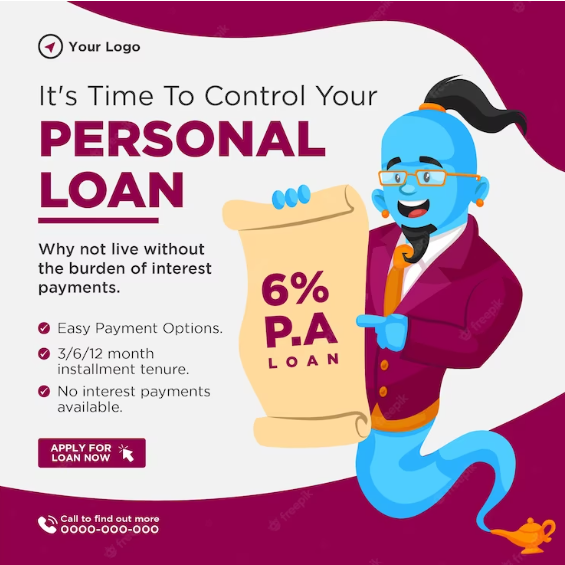 Your Logo
It's Time To Control Your
PERSONAL
LOAN
Why not live without
the burden of interest
payments.
Easy Payment Options.
3/6/12 month
installment tenure.
No interest payments
available.
APPLY FOR
LOAN NOW
Call to find out more
0000-000-000
6%
P.A
LOAN
freepik